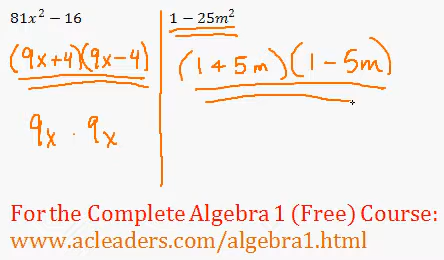 81x² − 16
(9x+4)(9x−4)
9x · 9x
1 − 25m²
(1 + 5m)(1 − 5m)
For the Complete Algebra 1 (Free) Course:
www.acleaders.com/algebra1.html